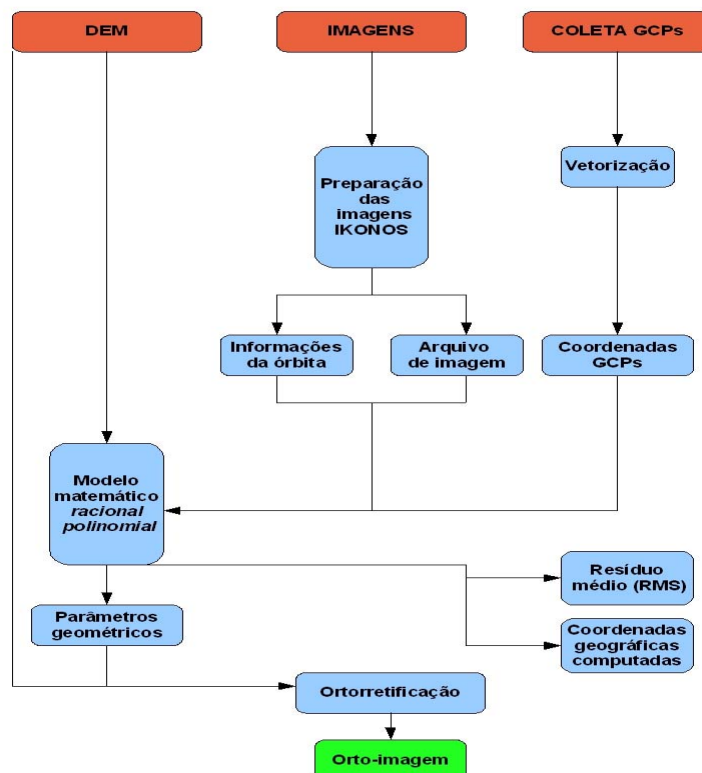 DEM
IMAGENS
COLETA GCPs
Preparação
das
imagens
IKONOS
Vetorização
Informações
da órbita
Arquivo
de imagem
Coordenadas
GCPs
Modelo
matemático
racional
polinomial
Resíduo
médio (RMS)
Parâmetros
geométricos
Coordenadas
geográficas
computadas
Ortorretificação
Orto-imagem